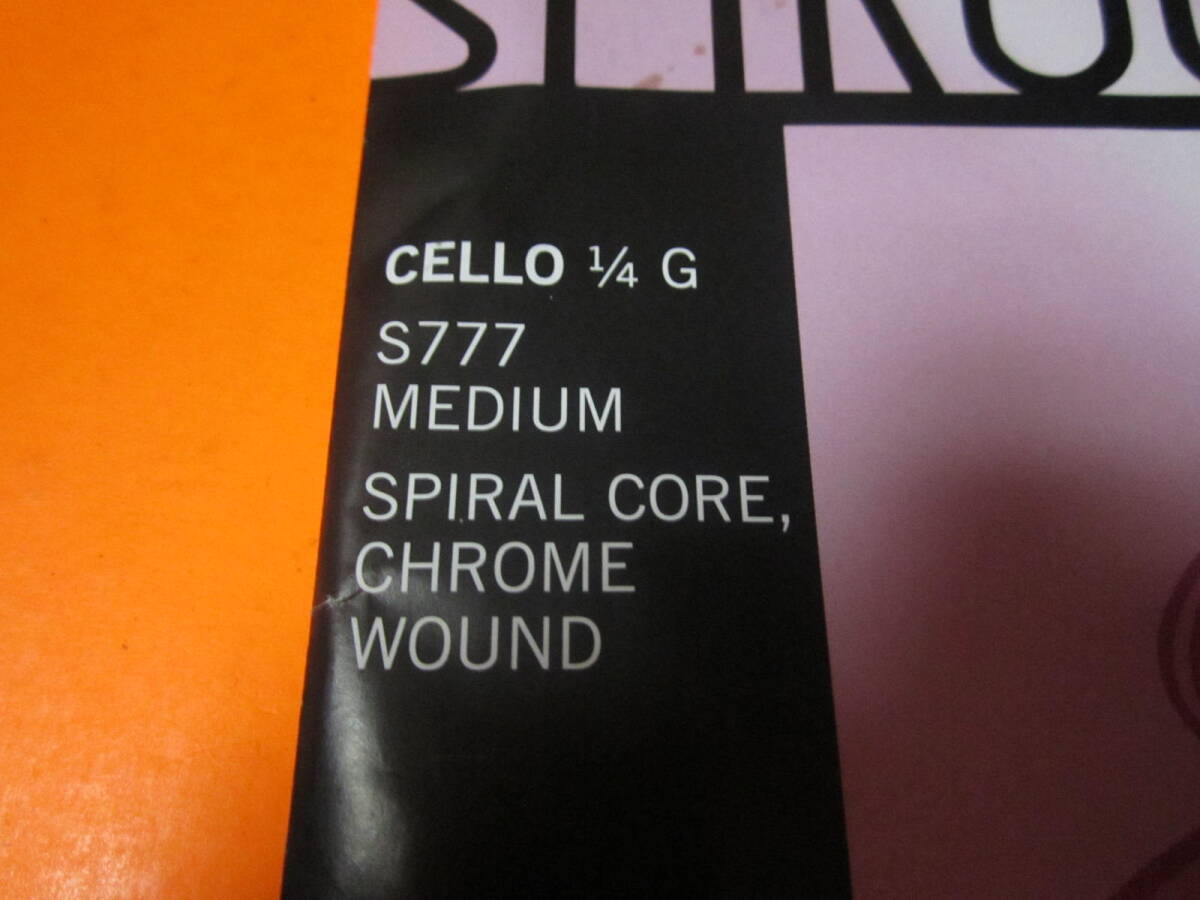 CELLO ¼ G
S777
MEDIUM
SPIRAL CORE,
CHROME
WOUND